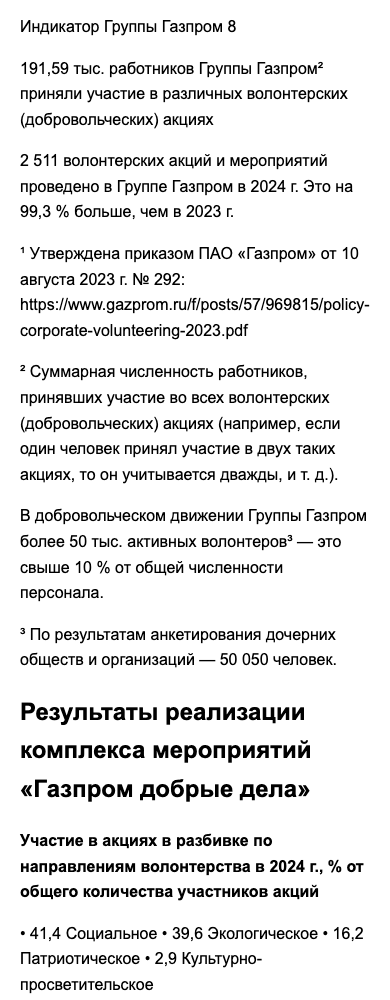 Индикатор Группы Газпром 8
191,59 тыс. работников Группы Газпром²
приняли участие в различных волонтерских
(добровольческих) акциях
2 511 волонтерских акций и мероприятий
проведено в Группе Газпром в 2024 г. Это на
99,3 % больше, чем в 2023 г.
¹ Утверждена приказом ПАО «Газпром» от 10
августа 2023 г. № 292:
https://www.gazprom.ru/f/posts/57/969815/policy-
corporate-volunteering-2023.pdf
² Суммарная численность работников,
принявших участие во всех волонтерских
(добровольческих) акциях (например, если
один человек принял участие в двух таких
акциях, то он учитывается дважды, и т. д.).
В добровольческом движении Группы Газпром
более 50 тыс. активных волонтеров³ — это
свыше 10 % от общей численности
персонала.
³ По результатам анкетирования дочерних
обществ и организаций — 50 050 человек.
Результаты реализации
комплекса мероприятий
«Газпром добрые дела»
Участие в акциях в разбивке по
направлениям волонтерства в 2024 г., % от
общего количества участников акций
• 41,4 Социальное • 39,6 Экологическое • 16,2
Патриотическое • 2,9 Культурно-
просветительское